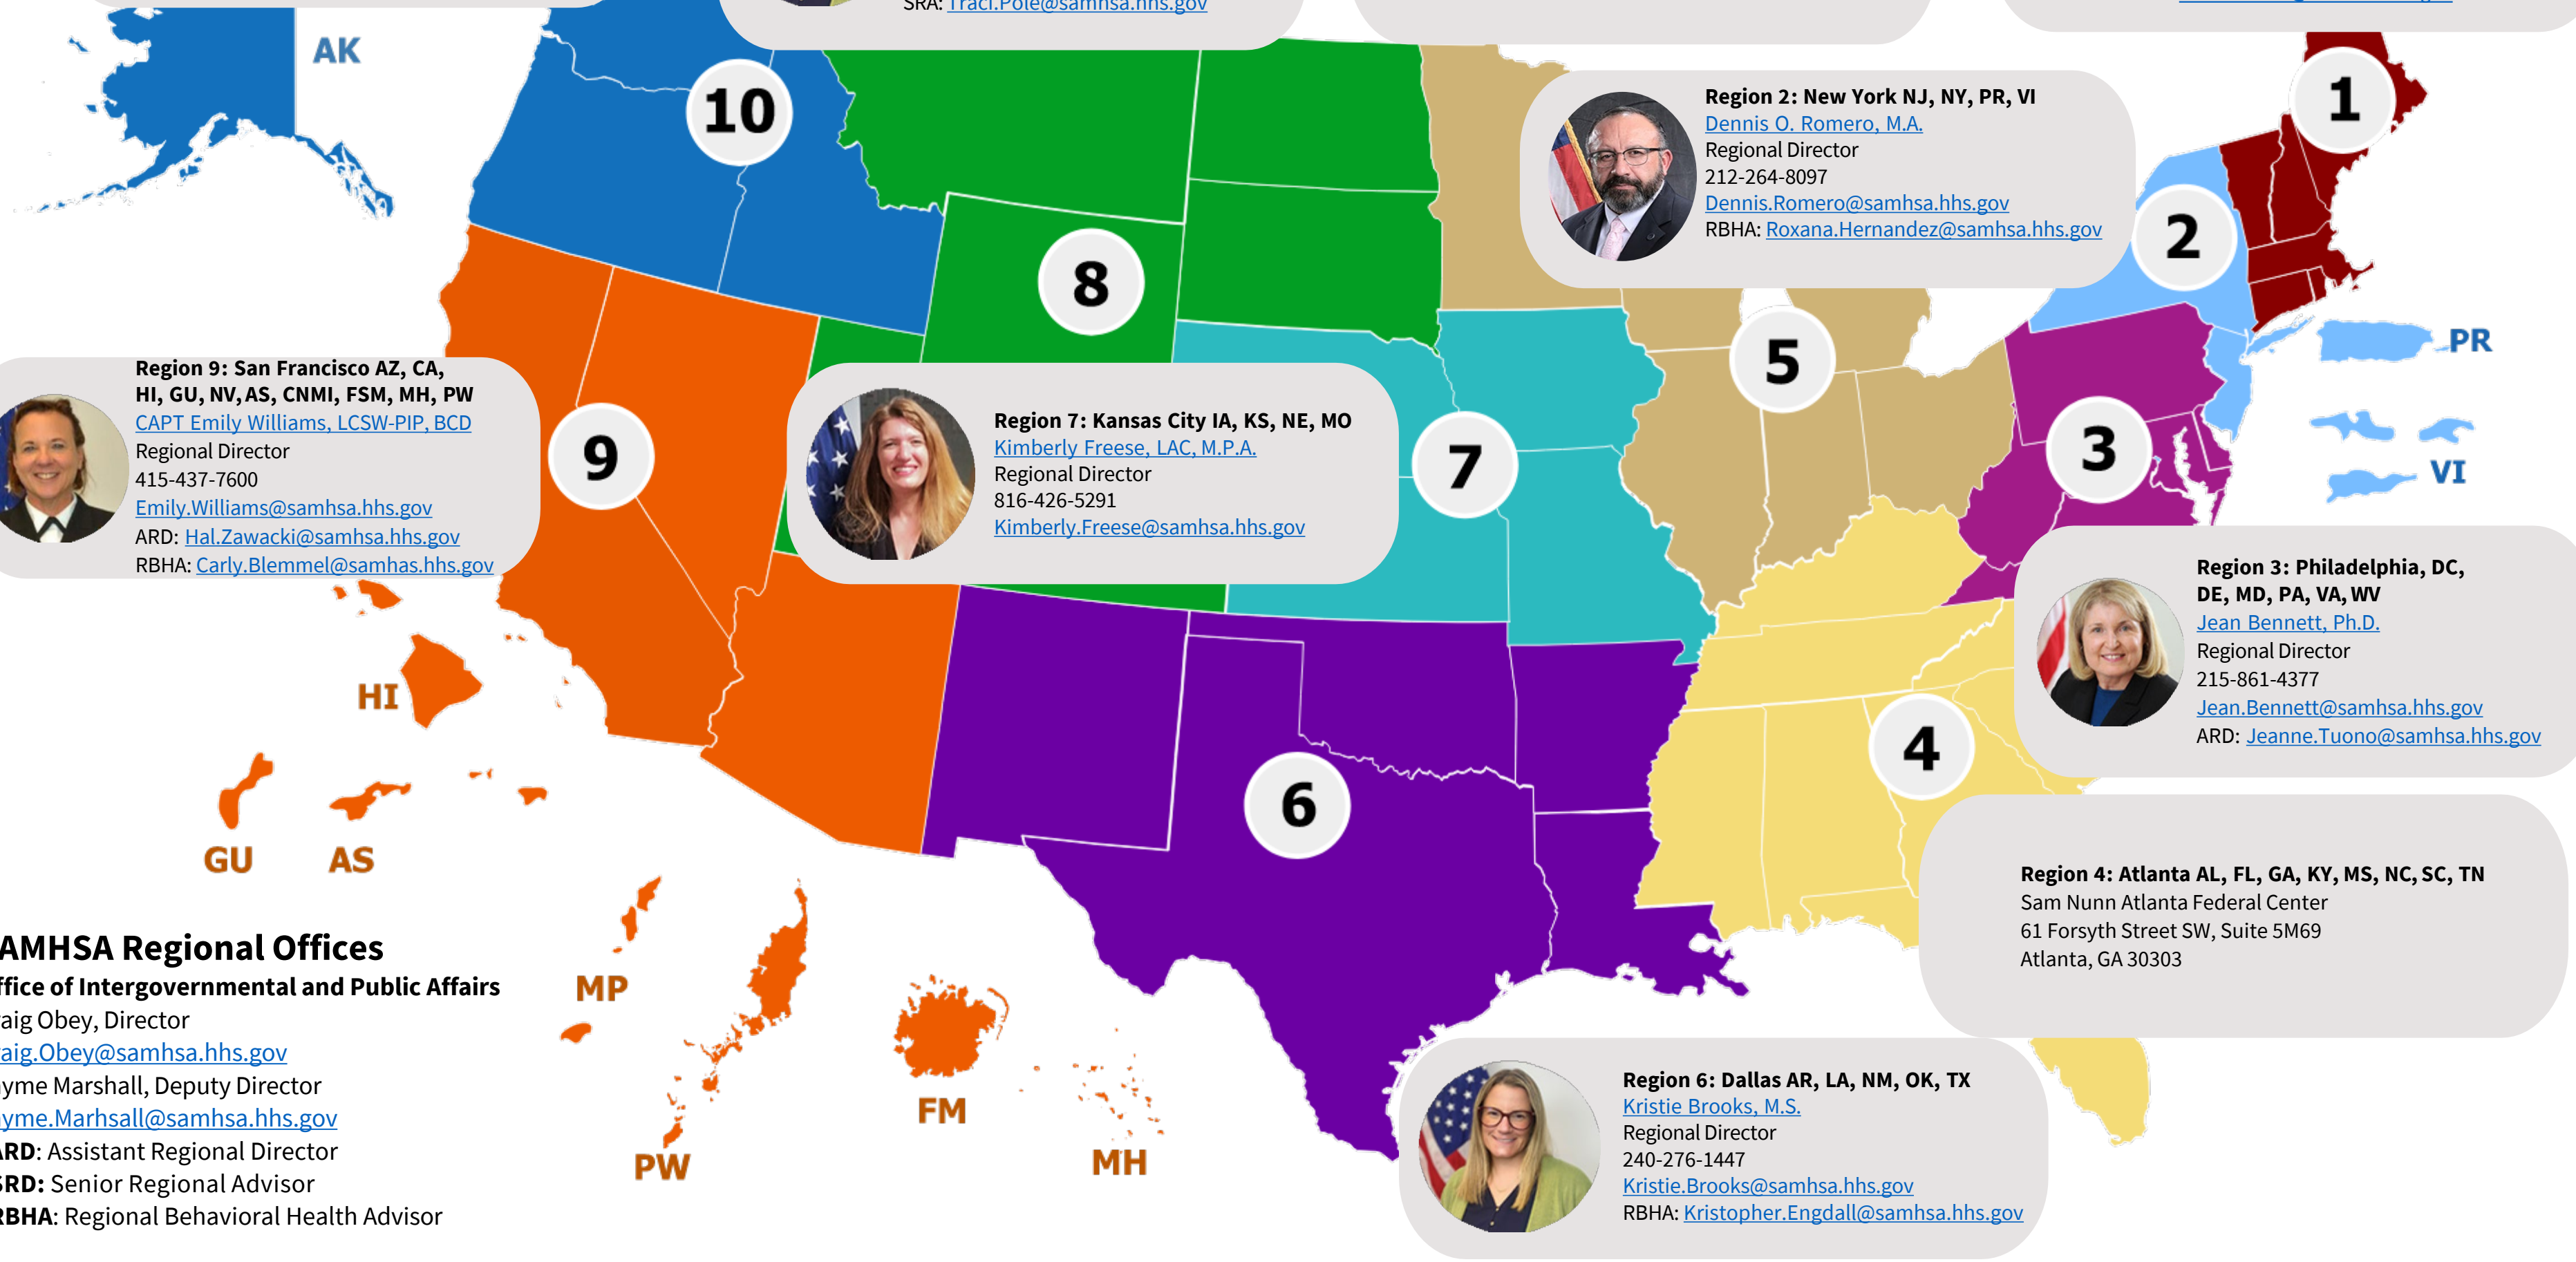 SRA: Traci.Pole@samhsa.hhs.gov
AK
10
1
Region 2: New York NJ, NY, PR, VI
Dennis O. Romero, M.A.
Regional Director
212-264-8097
Dennis.Romero@samhsa.hhs.gov
RBHA: Roxana.Hernandez@samhsa.hhs.gov
2
8
5
PR
Region 9: San Francisco AZ, CA,
HI, GU, NV, AS, CNMI, FSM, MH, PW
CAPT Emily Williams, LCSW-PIP, BCD
Regional Director
415-437-7600
Emily.Williams@samhsa.hhs.gov
ARD: Hal.Zawacki@samhsa.hhs.gov
RBHA: Carly.Blemmel@samhas.hhs.gov
9
Region 7: Kansas City IA, KS, NE, MO
Kimberly Freese, LAC, M.P.A.
Regional Director
816-426-5291
Kimberly.Freese@samhsa.hhs.gov
7
3
VI
Region 3: Philadelphia, DC,
DE, MD, PA, VA, WV
Jean Bennett, Ph.D.
Regional Director
215-861-4377
Jean.Bennett@samhsa.hhs.gov
ARD: Jeanne.Tuono@samhsa.hhs.gov
HI
4
6
GU
AS
Region 4: Atlanta AL, FL, GA, KY, MS, NC, SC, TN
Sam Nunn Atlanta Federal Center
61 Forsyth Street SW, Suite 5M69
Atlanta, GA 30303
AMHSA Regional Offices
ffice of Intergovernmental and Public Affairs
raig Obey, Director
raig.Obey@samhsa.hhs.gov
yme Marshall, Deputy Director
yme.Marhsall@samhsa.hhs.gov
ARD: Assistant Regional Director
SRD: Senior Regional Advisor
RBHA: Regional Behavioral Health Advisor
MP
PW
FM
MH
Region 6: Dallas AR, LA, NM, OK, TX
Kristie Brooks, M.S.
Regional Director
240-276-1447
Kristie.Brooks@samhsa.hhs.gov
RBHA: Kristopher.Engdall@samhsa.hhs.gov